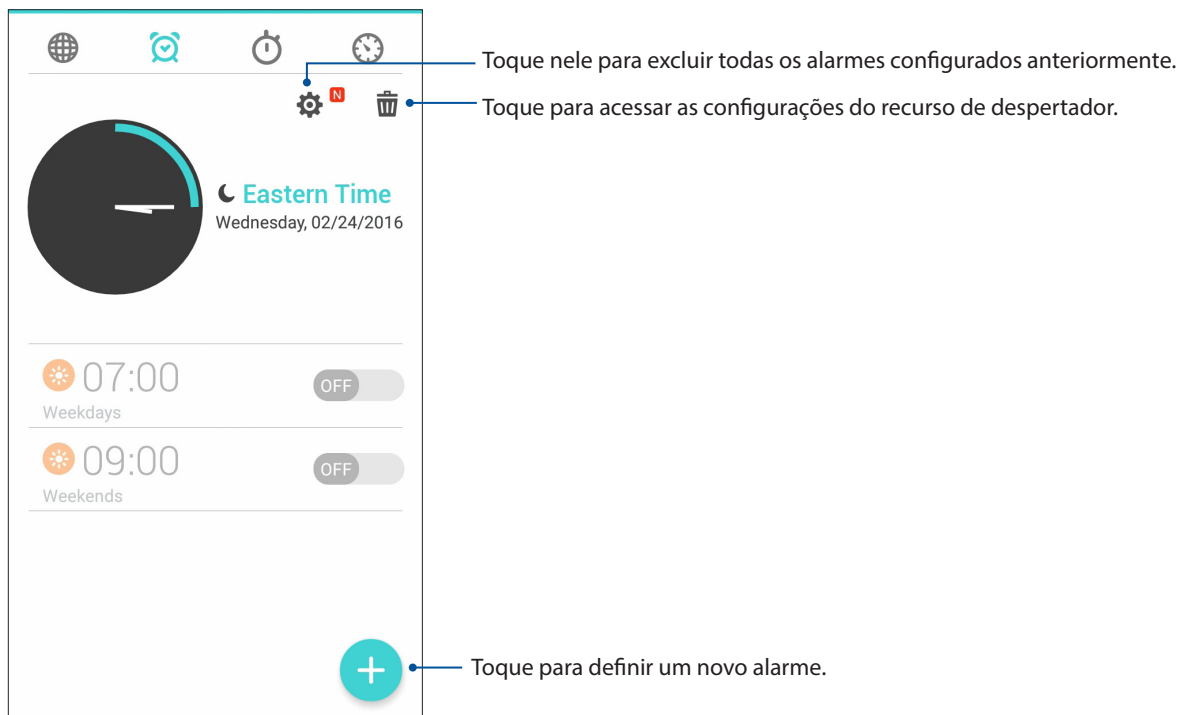 Toque nele para excluir todas os alarmes configurados anteriormente.
N
Toque para acessar as configurações do recurso de despertador.
Eastern Time
Wednesday, 02/24/2016
07:00
OFF
Weekdays
09:00
OFF
Weekends
Toque para definir um novo alarme.